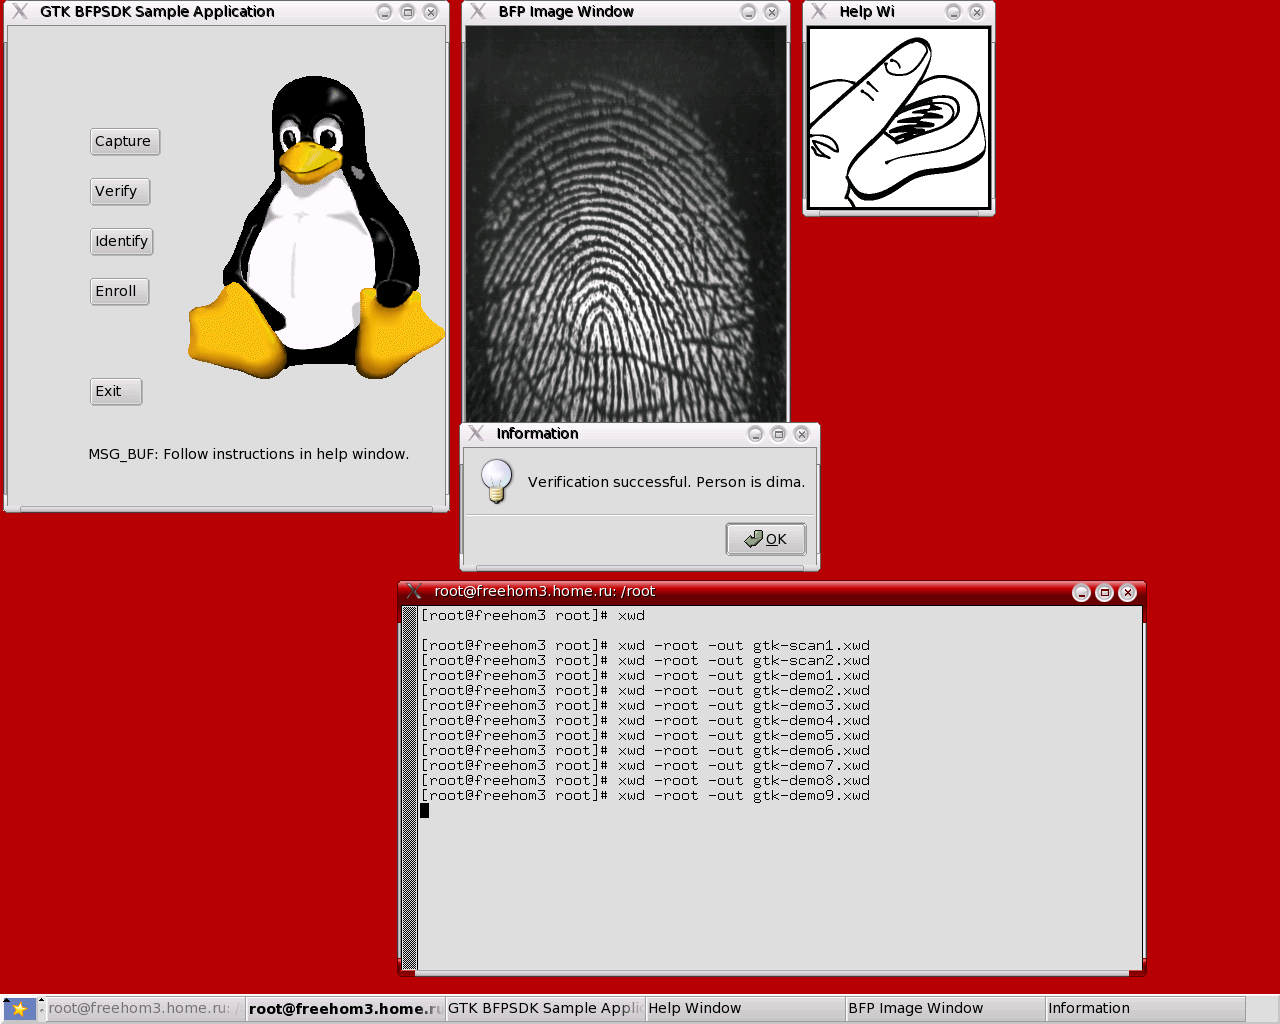 GTK BFPSDK Sample Application
Capture
Verify
Identify
Enroll
Exit
MSG_BUF: Follow instructions in help window.
BFP Image Window
Help Wi
Information
Verification successful. Person is dima.
OK
root@freehom3.home.ru: /root
[root@freehom3 root]# xwd
[root@freehom3 root]# xwd -root -out gtk-scan1.xwd
[root@freehom3 root]# xwd -root -out gtk-scan2.xwd
[root@freehom3 root]# xwd -root -out gtk-demo1.xwd
[root@freehom3 root]# xwd -root -out gtk-demo2.xwd
[root@freehom3 root]# xwd -root -out gtk-demo3.xwd
[root@freehom3 root]# xwd -root -out gtk-demo4.xwd
[root@freehom3 root]# xwd -root -out gtk-demo5.xwd
[root@freehom3 root]# xwd -root -out gtk-demo6.xwd
[root@freehom3 root]# xwd -root -out gtk-demo7.xwd
[root@freehom3 root]# xwd -root -out gtk-demo8.xwd
[root@freehom3 root]# xwd -root -out gtk-demo9.xwd
root@freehom3.home.ru: / root@freehom3.home.ru GTK BFPSDK Sample Applic Help Window BFP Image Window Information